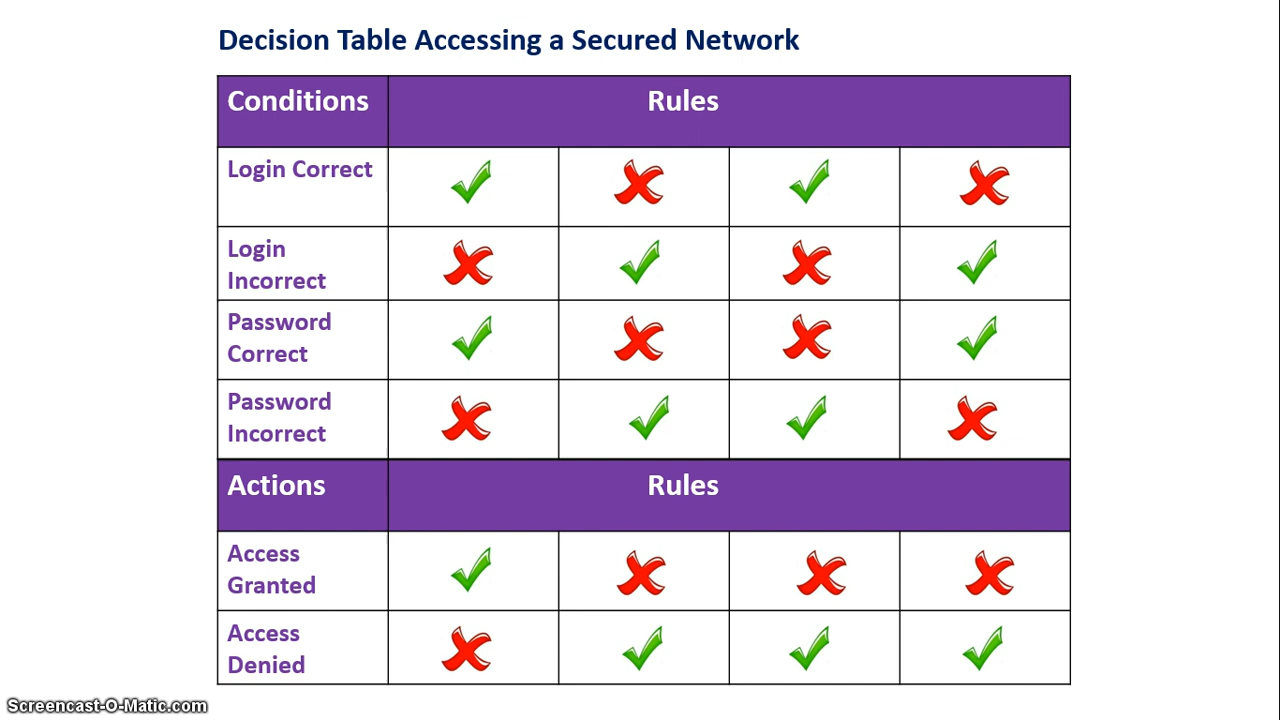 Decision Table Accessing a Secured Network
Conditions Rules
Login Correct
Login
Incorrect
Password
Correct
Password
Incorrect
Actions Rules
Access
Granted
Access
Denied
Screencast-O-Matic.com